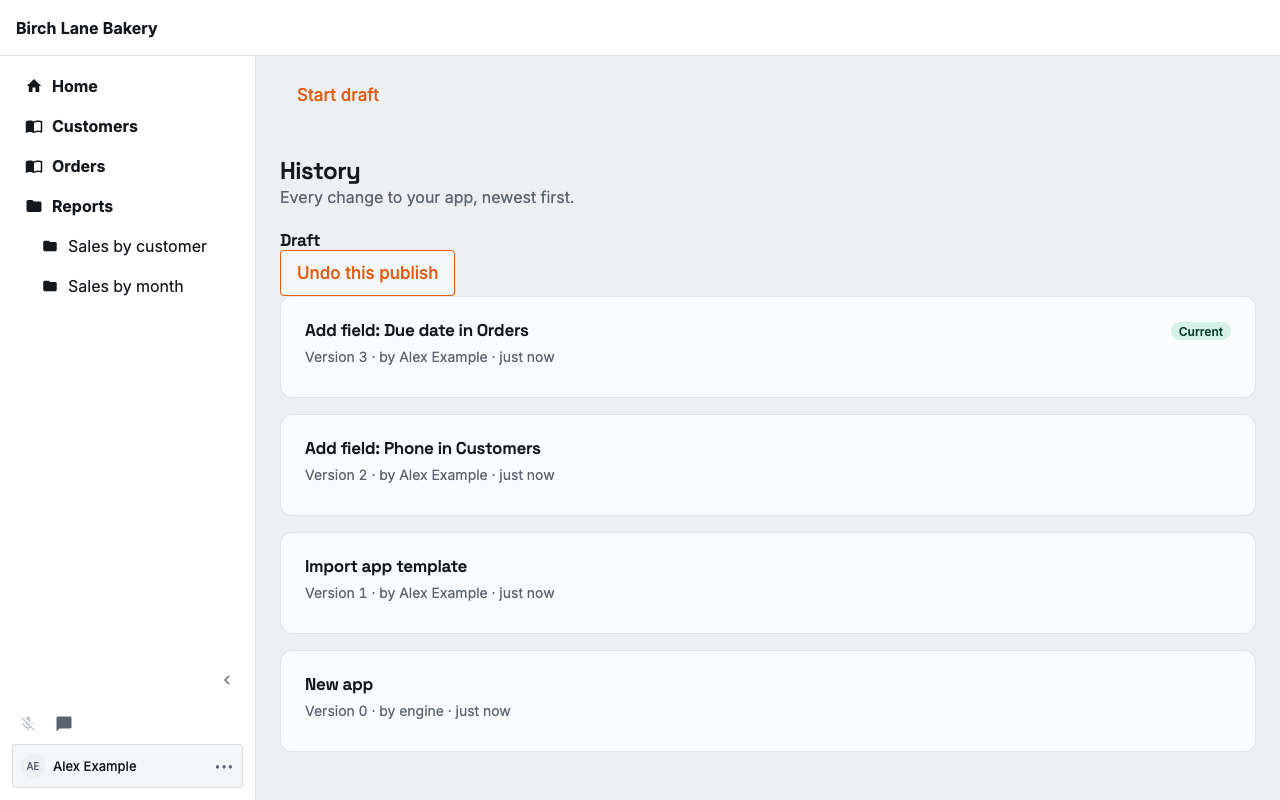 Birch Lane Bakery
Home
Customers
Orders
Reports
Sales by customer
Sales by month
AE Alex Example
Start draft
History
Every change to your app, newest first.
Draft
Undo this publish
Add field: Due date in Orders
Current
Version 3 · by Alex Example · just now
Add field: Phone in Customers
Version 2 · by Alex Example · just now
Import app template
Version 1 · by Alex Example · just now
New app
Version 0 · by engine · just now